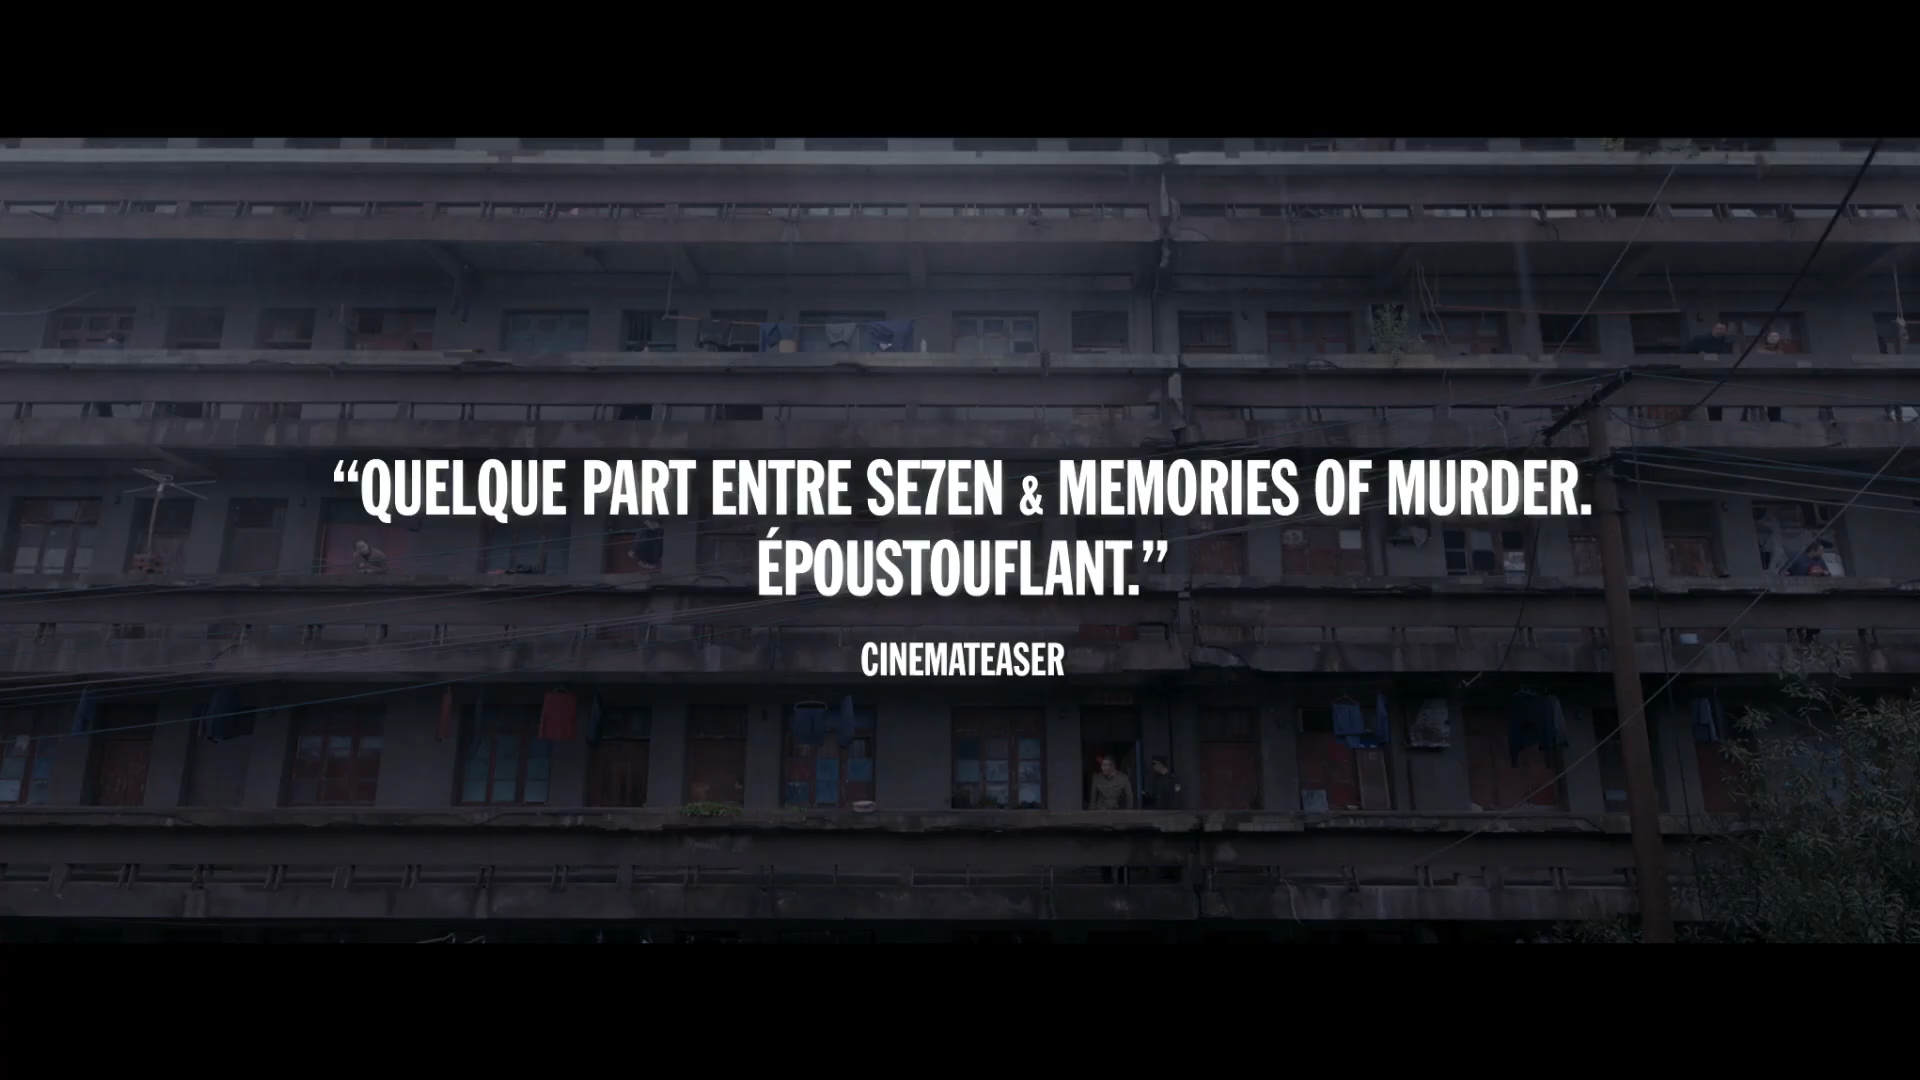 “QUELQUE PART ENTRE SE7EN & MEMORIES OF MURDER.
ÉPOUSTOUFLANT.”
CINEMATEASER